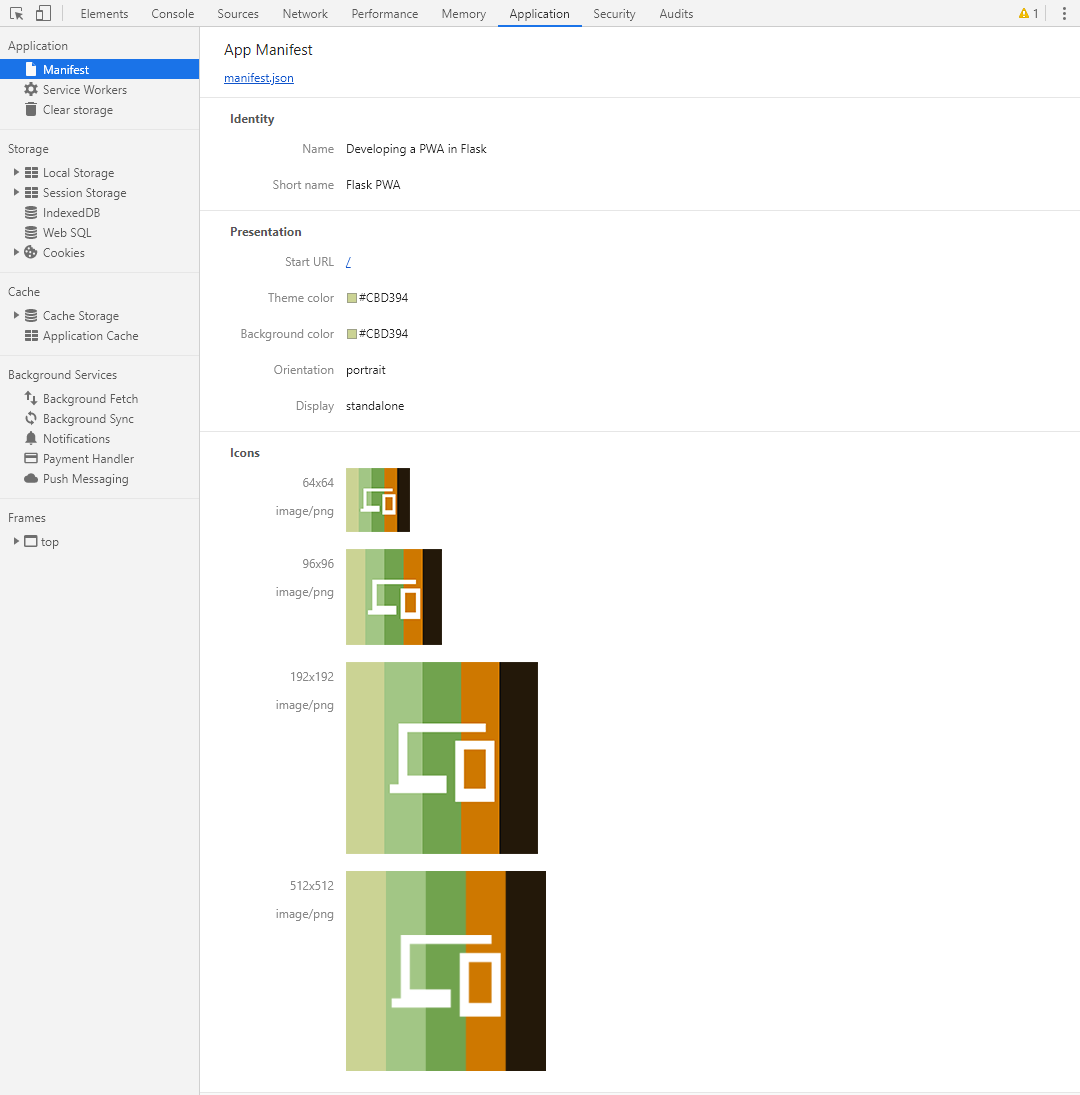 Elements Console Sources Network Performance Memory Application Security Audits 1
Application
Manifest
Service Workers
Clear storage
Storage
Local Storage
Session Storage
IndexedDB
Web SQL
Cookies
Cache
Cache Storage
Application Cache
Background Services
Background Fetch
Background Sync
Notifications
Payment Handler
Push Messaging
Frames
top
App Manifest
manifest.json
Identity
Name Developing a PWA in Flask
Short name Flask PWA
Presentation
Start URL /
Theme color #CBD394
Background color #CBD394
Orientation portrait
Display standalone
Icons
64x64
image/png
96x96
image/png
192x192
image/png
512x512
image/png